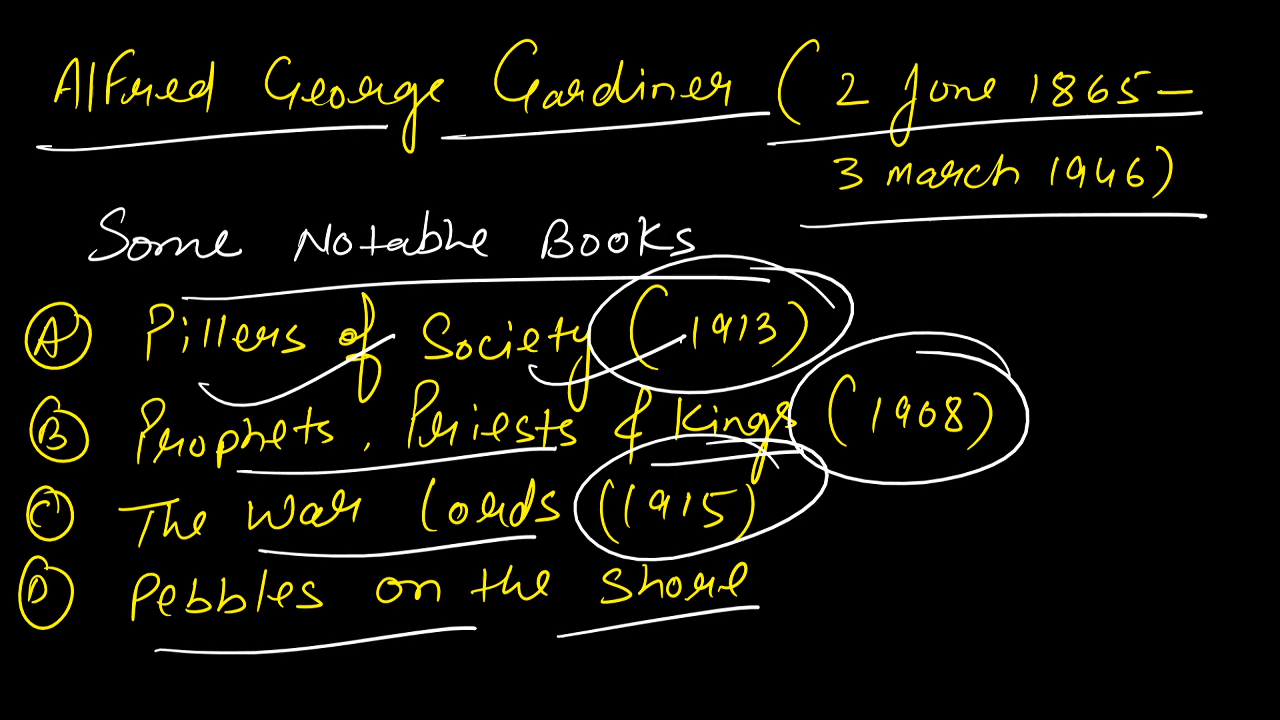 Alfred George Gardiner ( 2 June 1865-
3 march 1946)
Some Notable Books
(A) Pillers of Society (1913)
(B) Prophets, Priests & Kings (1908)
(C) The War Lords (1915)
(D) Pebbles on the Shore